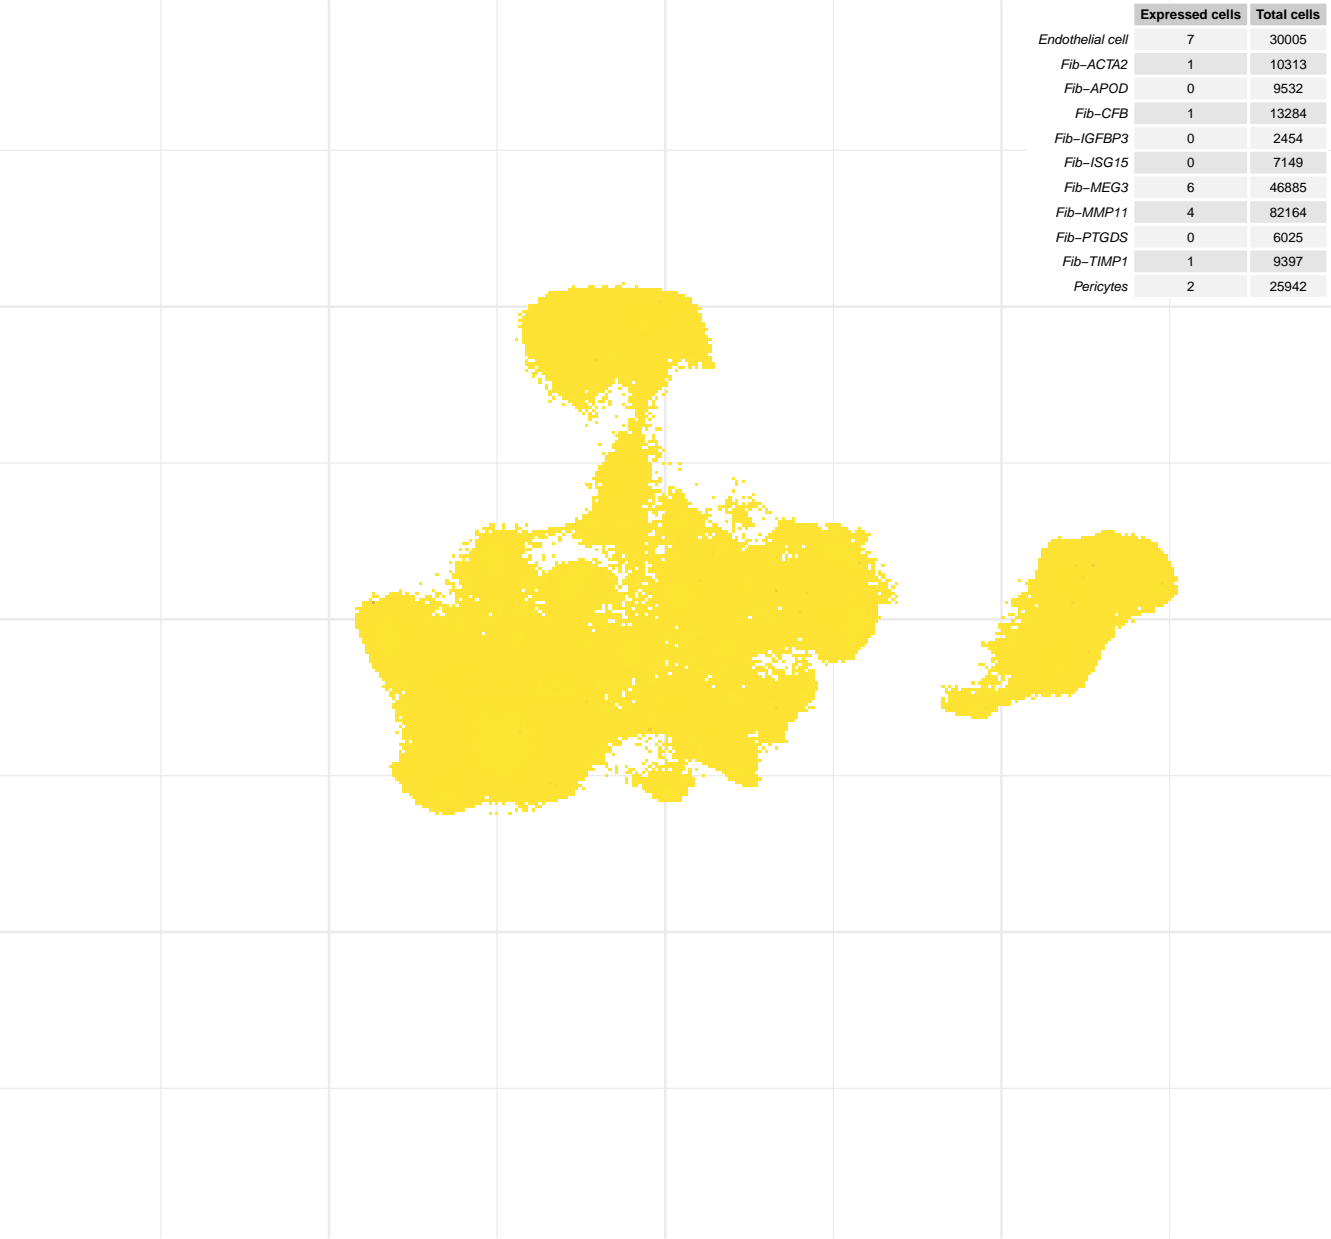 Expressed cells Total cells
Endothelial cell 7 30005
Fib−ACTA2 1 10313
Fib−APOD 0 9532
Fib−CFB 1 13284
Fib−IGFBP3 0 2454
Fib−ISG15 0 7149
Fib−MEG3 6 46885
Fib−MMP11 4 82164
Fib−PTGDS 0 6025
Fib−TIMP1 1 9397
Pericytes 2 25942